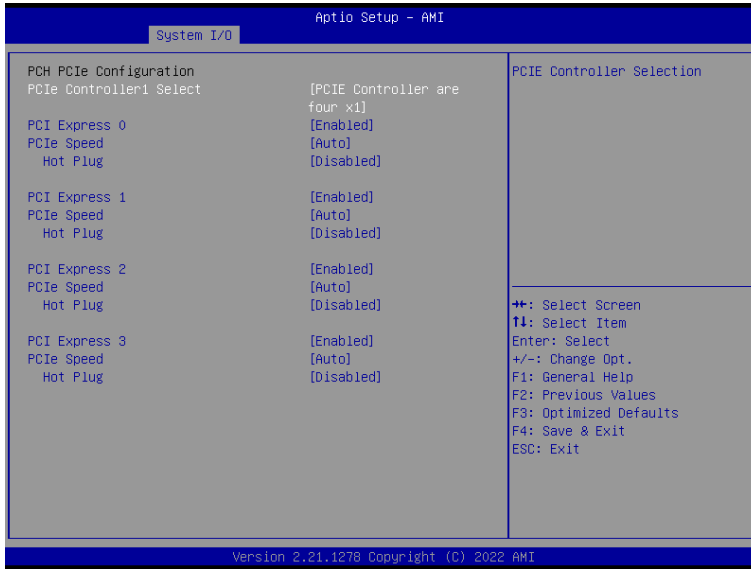 Aptio Setup – AMI
System I/O
PCH PCIe Configuration
PCIe Controller1 Select [PCIE Controller are
four x1]
PCI Express 0 [Enabled]
PCIe Speed [Auto]
Hot Plug [Disabled]
PCI Express 1 [Enabled]
PCIe Speed [Auto]
Hot Plug [Disabled]
PCI Express 2 [Enabled]
PCIe Speed [Auto]
Hot Plug [Disabled]
PCI Express 3 [Enabled]
PCIe Speed [Auto]
Hot Plug [Disabled]
PCIE Controller Selection
→←: Select Screen
↑↓: Select Item
Enter: Select
+/-: Change Opt.
F1: General Help
F2: Previous Values
F3: Optimized Defaults
F4: Save & Exit
ESC: Exit
Version 2.21.1278 Copyright (C) 2022 AMI